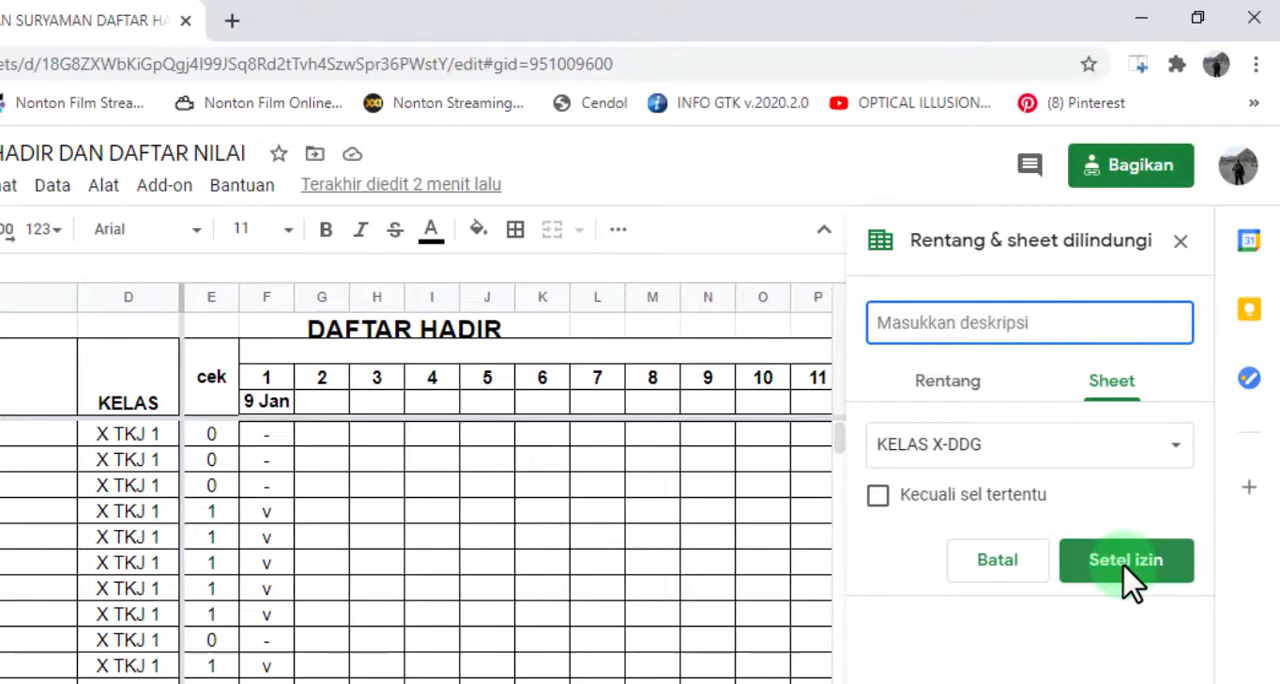 AN SURYAMAN DAFTAR HA
ets/d/18G8ZXWbKiGpQgj4I99JSq8Rd2tTvh4SzwSpr36PWstY/edit#gid=951009600
Nonton Film Strea... Nonton Film Online... Nonton Streaming... Cendol INFO GTK v.2020.2.0 OPTICAL ILLUSION... (8) Pinterest »
HADIR DAN DAFTAR NILAI
Bagikan
nat Data Alat Add-on Bantuan Terakhir diedit 2 menit lalu
.00 123 Arial 11 B I S A
Rentang & sheet dilindungi
31
D E F G H I J K L M N O P
Masukkan deskripsi
DAFTAR HADIR
KELAS cek 1 2 3 4 5 6 7 8 9 10 11
9 Jan
Rentang Sheet
X TKJ 1 0 -
X TKJ 1 0 -
X TKJ 1 0 -
X TKJ 1 1 v
X TKJ 1 1 v
X TKJ 1 1 v
X TKJ 1 1 v
X TKJ 1 1 v
X TKJ 1 0 -
X TKJ 1 1 v
KELAS X-DDG
Kecuali sel tertentu
Batal Setel izin